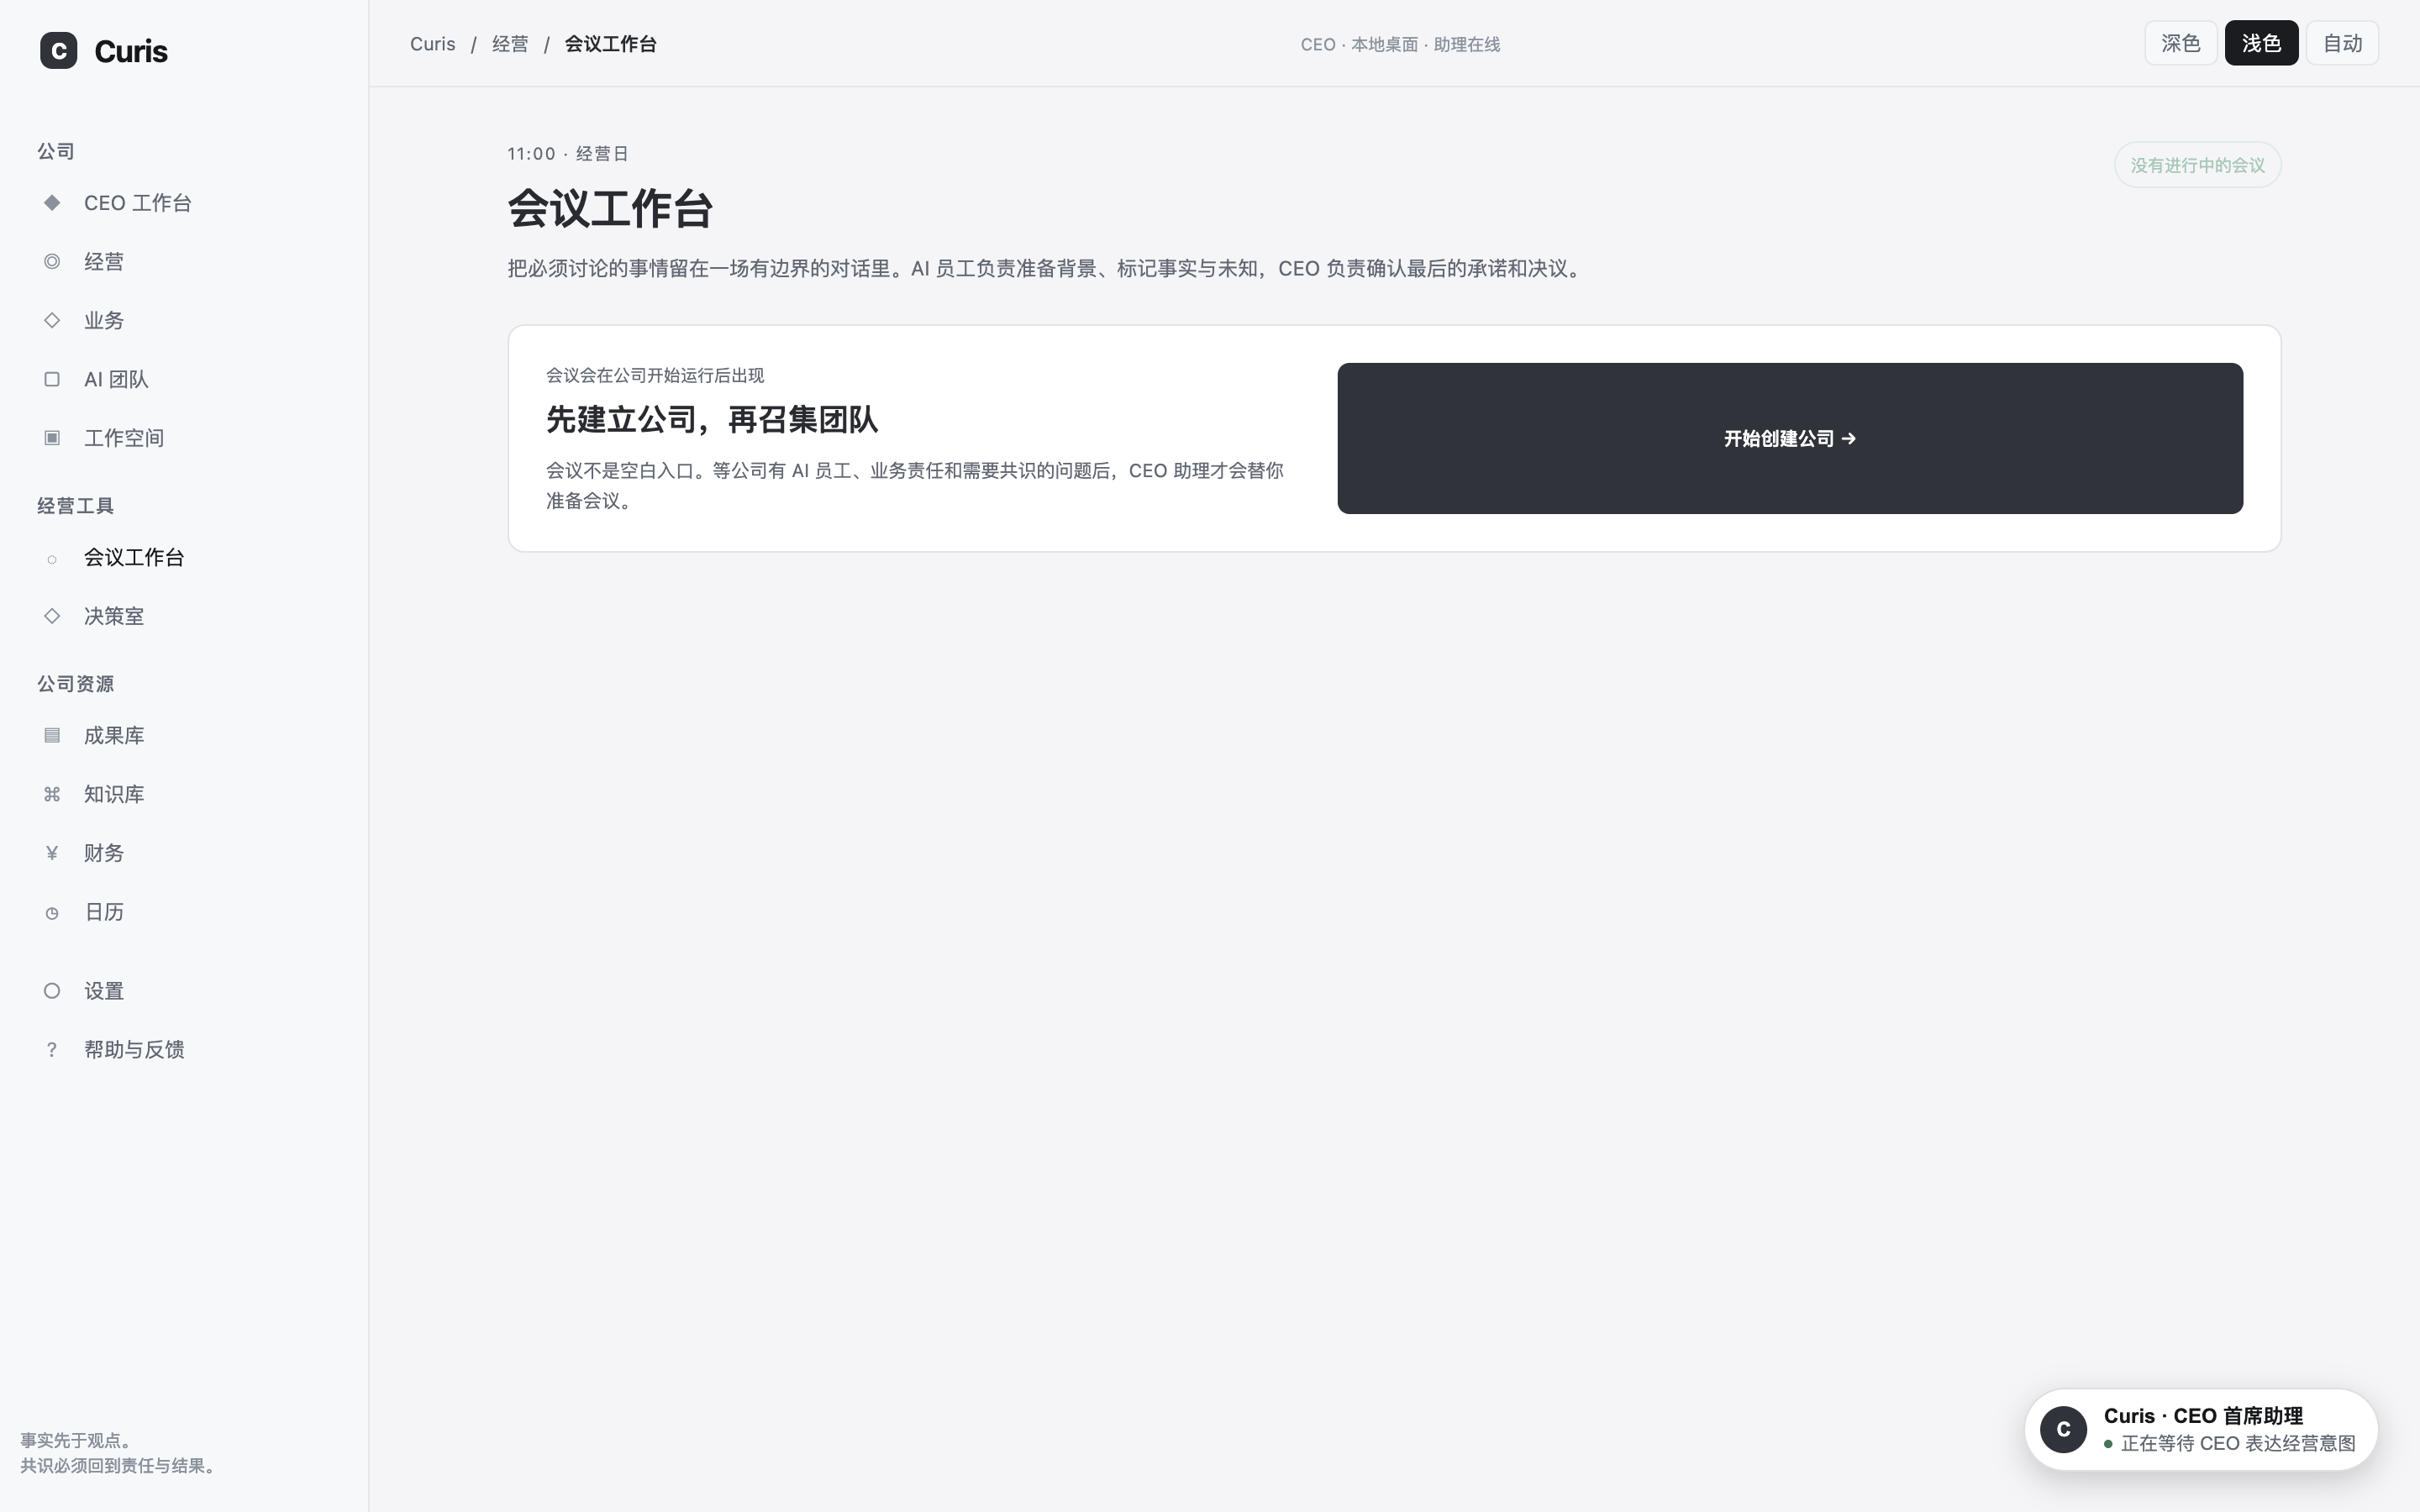 C Curis
公司
CEO 工作台
经营
业务
AI 团队
工作空间
经营工具
会议工作台
决策室
公司资源
成果库
⌘ 知识库
¥ 财务
日历
设置
? 帮助与反馈
事实先于观点。
共识必须回到责任与结果。
Curis / 经营 / 会议工作台
CEO · 本地桌面 · 助理在线
深色 浅色 自动
11:00 · 经营日
会议工作台
把必须讨论的事情留在一场有边界的对话里。AI 员工负责准备背景、标记事实与未知，CEO 负责确认最后的承诺和决议。
没有进行中的会议
会议会在公司开始运行后出现
先建立公司，再召集团队
会议不是空白入口。等公司有 AI 员工、业务责任和需要共识的问题后，CEO 助理才会替你
准备会议。
开始创建公司 →
C
Curis · CEO 首席助理
正在等待 CEO 表达经营意图